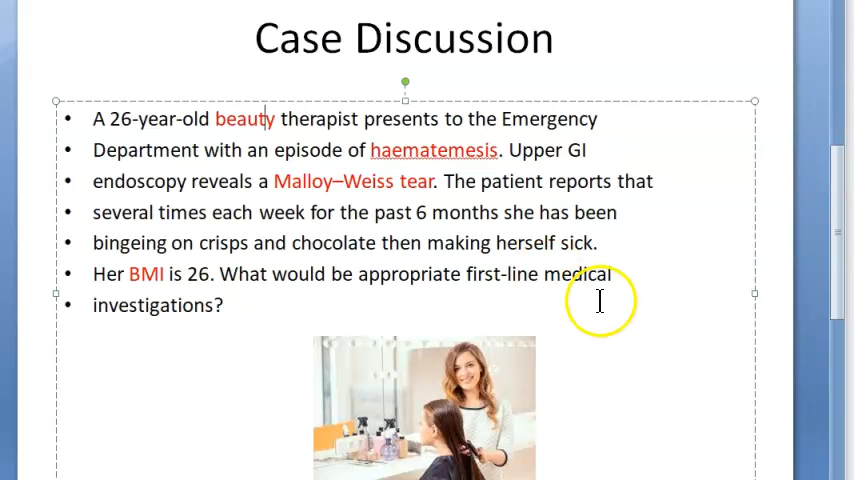 Case Discussion
• A 26-year-old beauty therapist presents to the Emergency
• Department with an episode of haematemesis. Upper GI
• endoscopy reveals a Malloy–Weiss tear. The patient reports that
• several times each week for the past 6 months she has been
• bingeing on crisps and chocolate then making herself sick.
• Her BMI is 26. What would be appropriate first-line medical
• investigations?